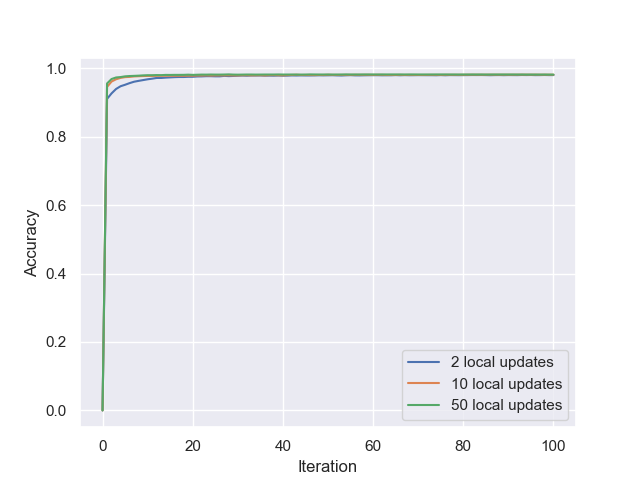 1.0
0.8
0.6
0.4
0.2
0.0
Accuracy
0 20 40 60 80 100
Iteration
2 local updates
10 local updates
50 local updates